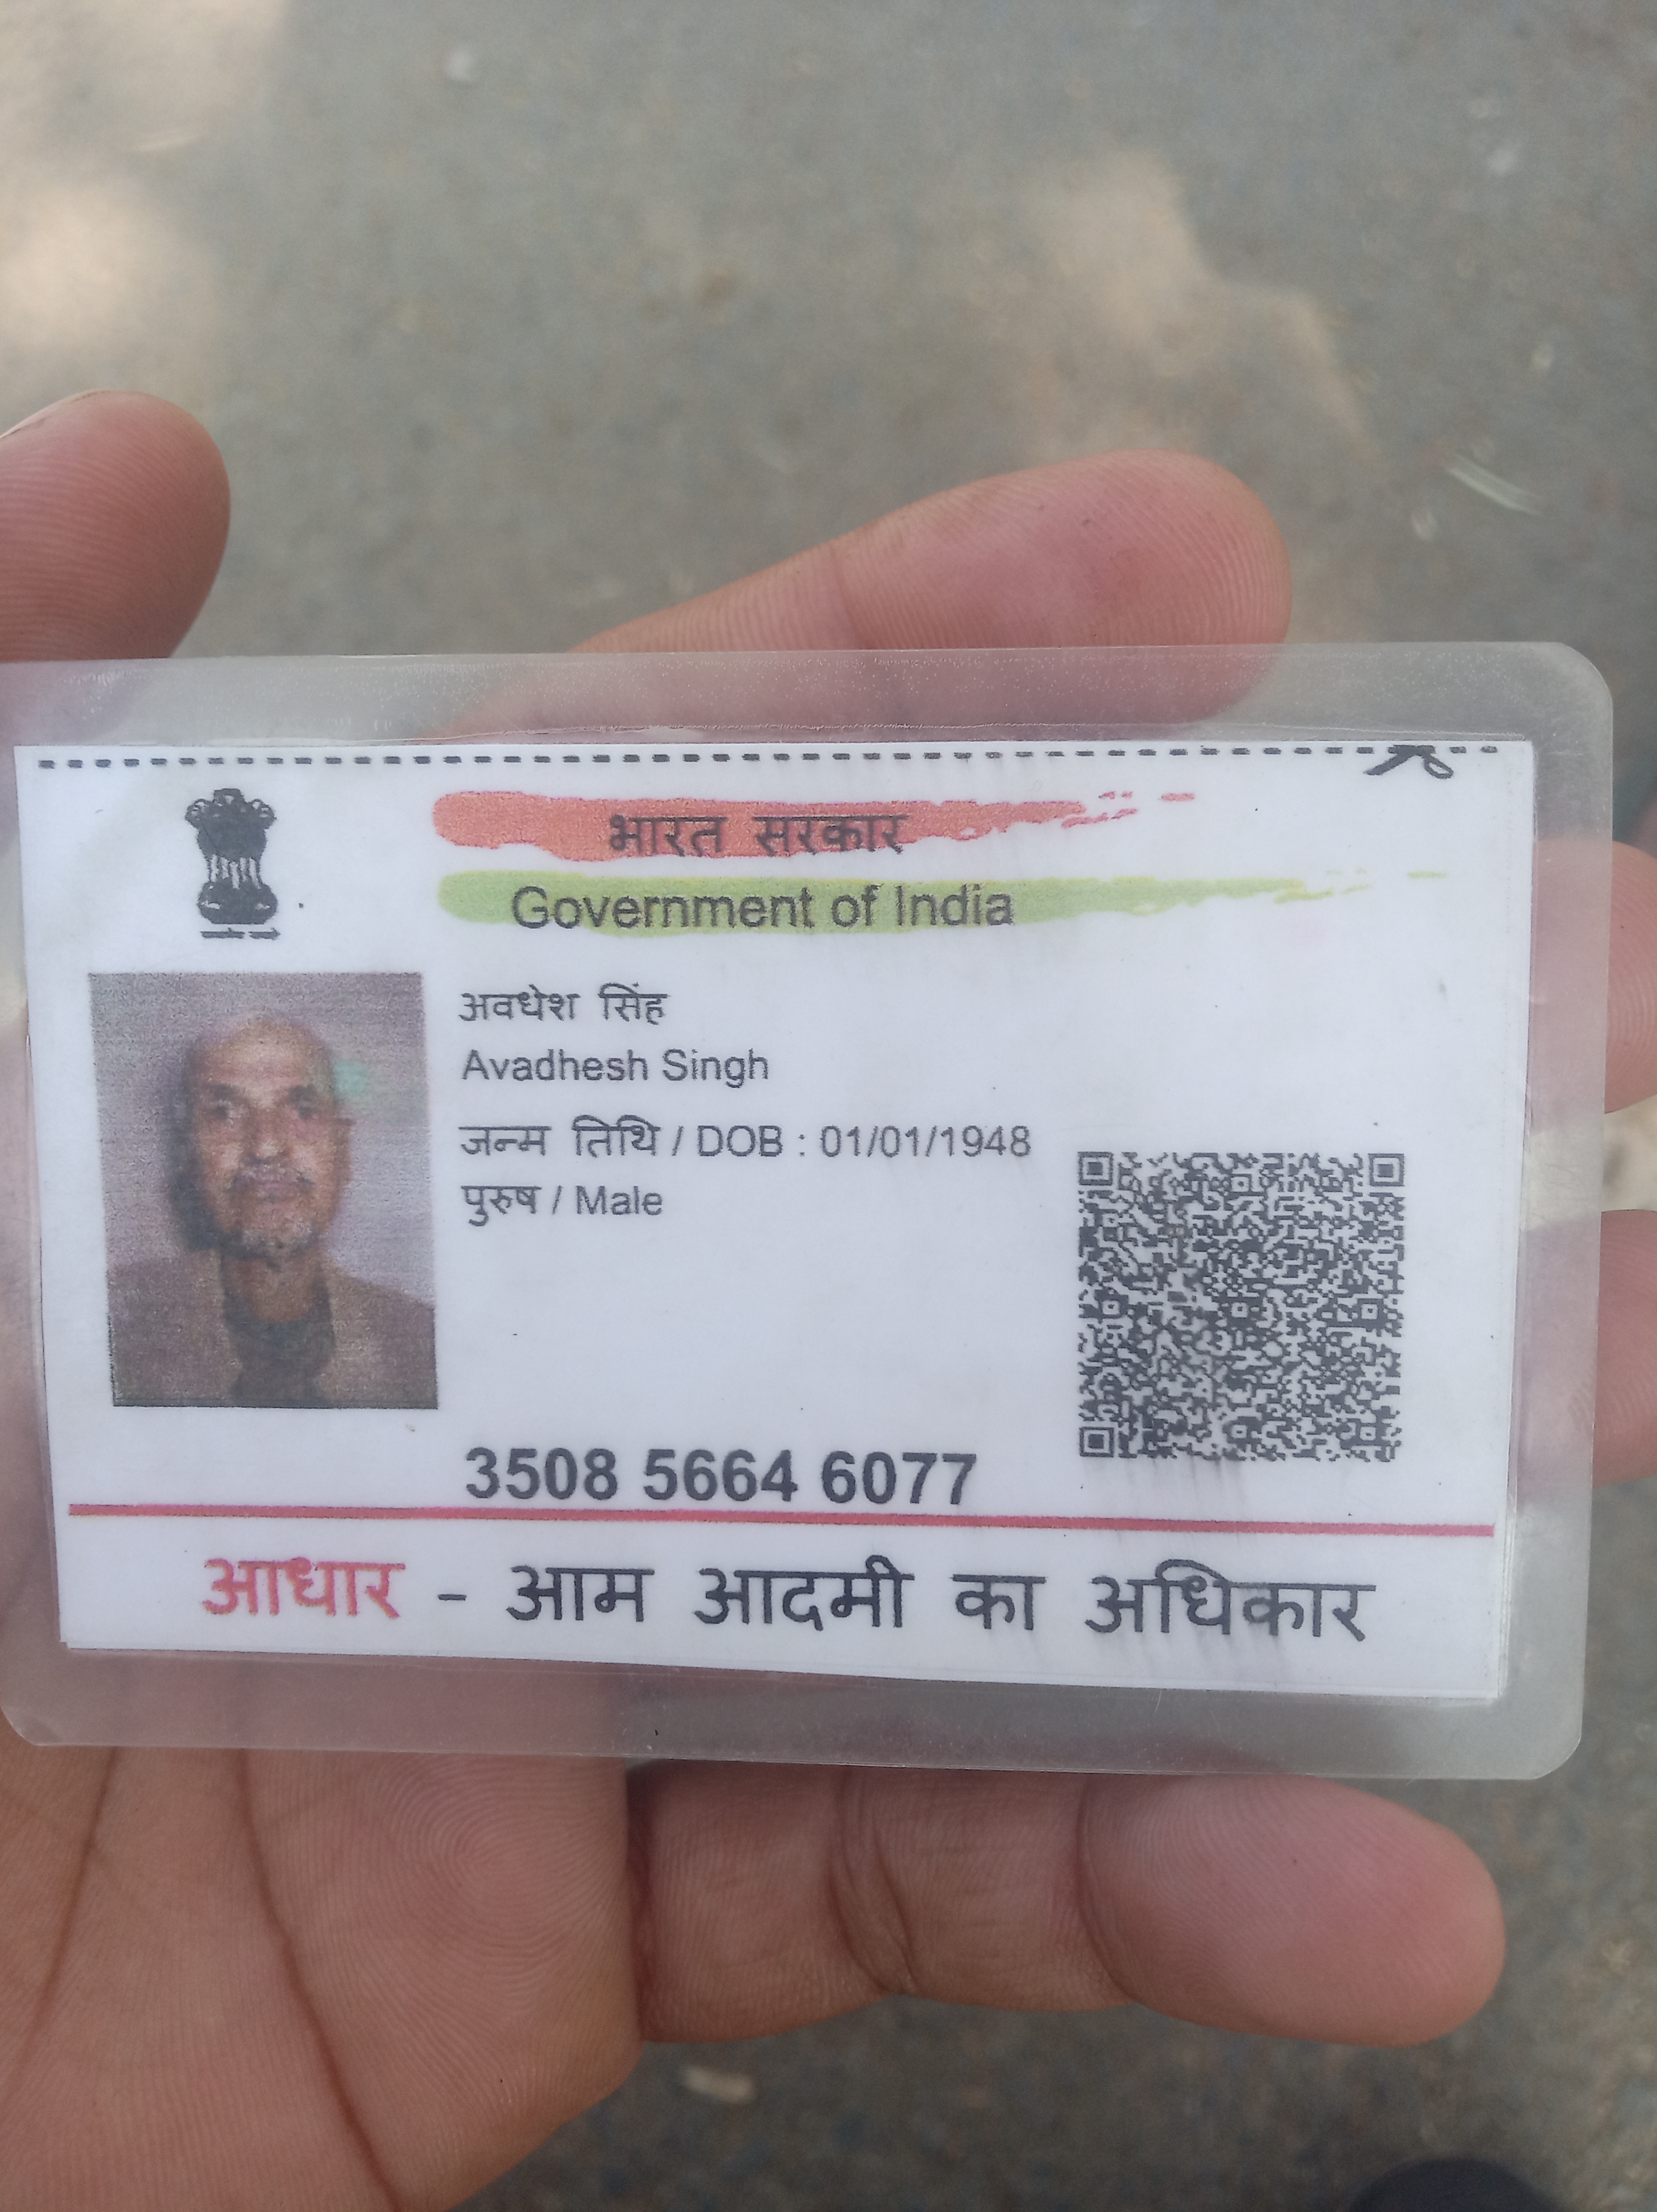 भारत सरकार
Government of India
अवधेश सिंह
Avadhesh Singh
जन्म तिथि / DOB : 01/01/1948
पुरुष / Male
3508 5664 6077
आधार - आम आदमी का अधिकार